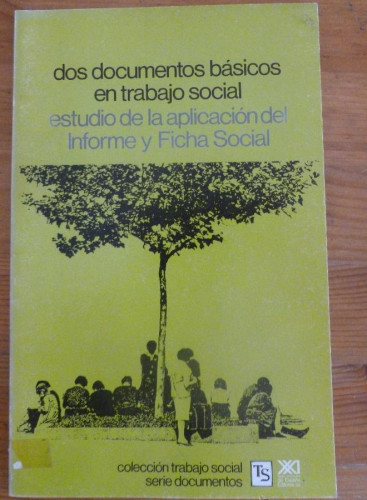 dos documentos básicos
en trabajo social
estudio de la aplicación del
Informe y Ficha Social
colección trabajo social
serie documentos
TS
XXI